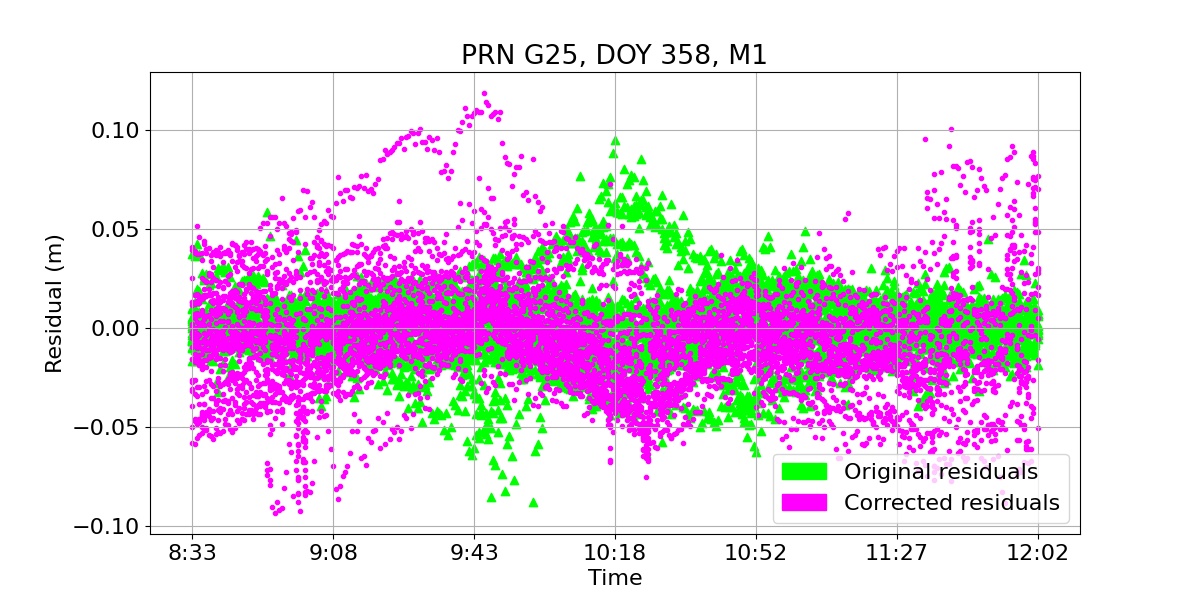 PRN G25, DOY 358, M1
0.10
0.05
0.00
−0.05
−0.10
Residual (m)
Original residuals
Corrected residuals
8:33 9:08 9:43 10:18 10:52 11:27 12:02
Time